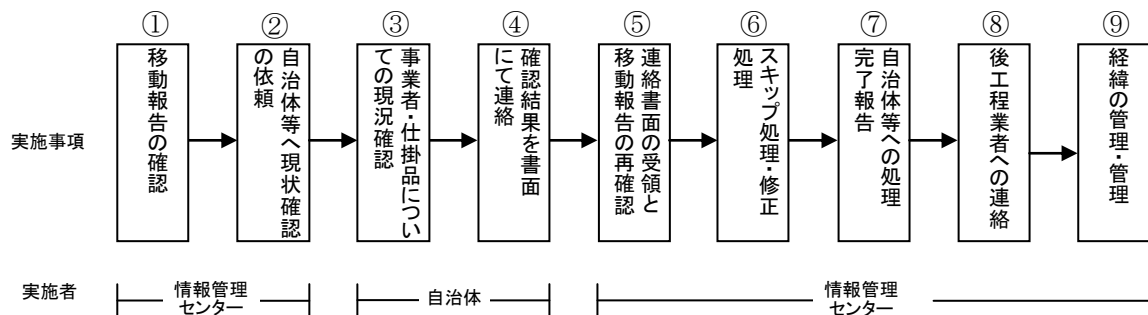 ①
移動報告の確認
②
自治体等へ現状確認
の依頼
③
事業者・仕掛品につい
ての現況確認
④
確認結果を書面
にて連絡
⑤
連絡書面の受領と
移動報告の再確認
⑥
スキップ処理・修正
処理
⑦
自治体等への処理
完了報告
⑧
後工程業者への連絡
⑨
経緯の管理・管理
実施事項
実施者
情報管理
センター
自治体
情報管理
センター